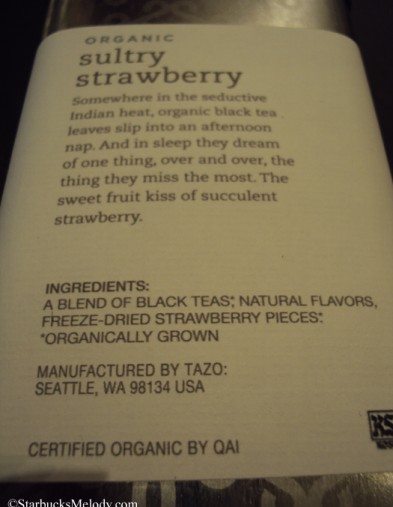 ORGANIC
sultry
strawberry
Somewhere in the seductive
Indian heat, organic black tea
leaves slip into an afternoon
nap. And in sleep they dream
of one thing, over and over, the
thing they miss the most. The
sweet fruit kiss of succulent
strawberry.
INGREDIENTS:
A BLEND OF BLACK TEAS*, NATURAL FLAVORS,
FREEZE-DRIED STRAWBERRY PIECES*.
*ORGANICALLY GROWN
MANUFACTURED BY TAZO:
SEATTLE, WA 98134 USA
CERTIFIED ORGANIC BY QAI
©StarbucksMelody.com